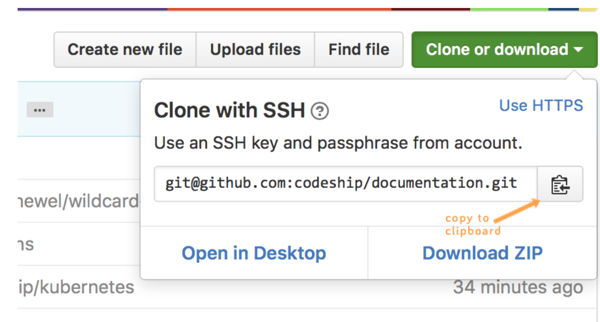 Create new file Upload files Find file Clone or download
...
Clone with SSH ? Use HTTPS
Use an SSH key and passphrase from account.
git@github.com:codeship/documentation.git
newel/wildcard
copy to
clipboard
ns
Open in Desktop Download ZIP
ip/kubernetes 34 minutes ago